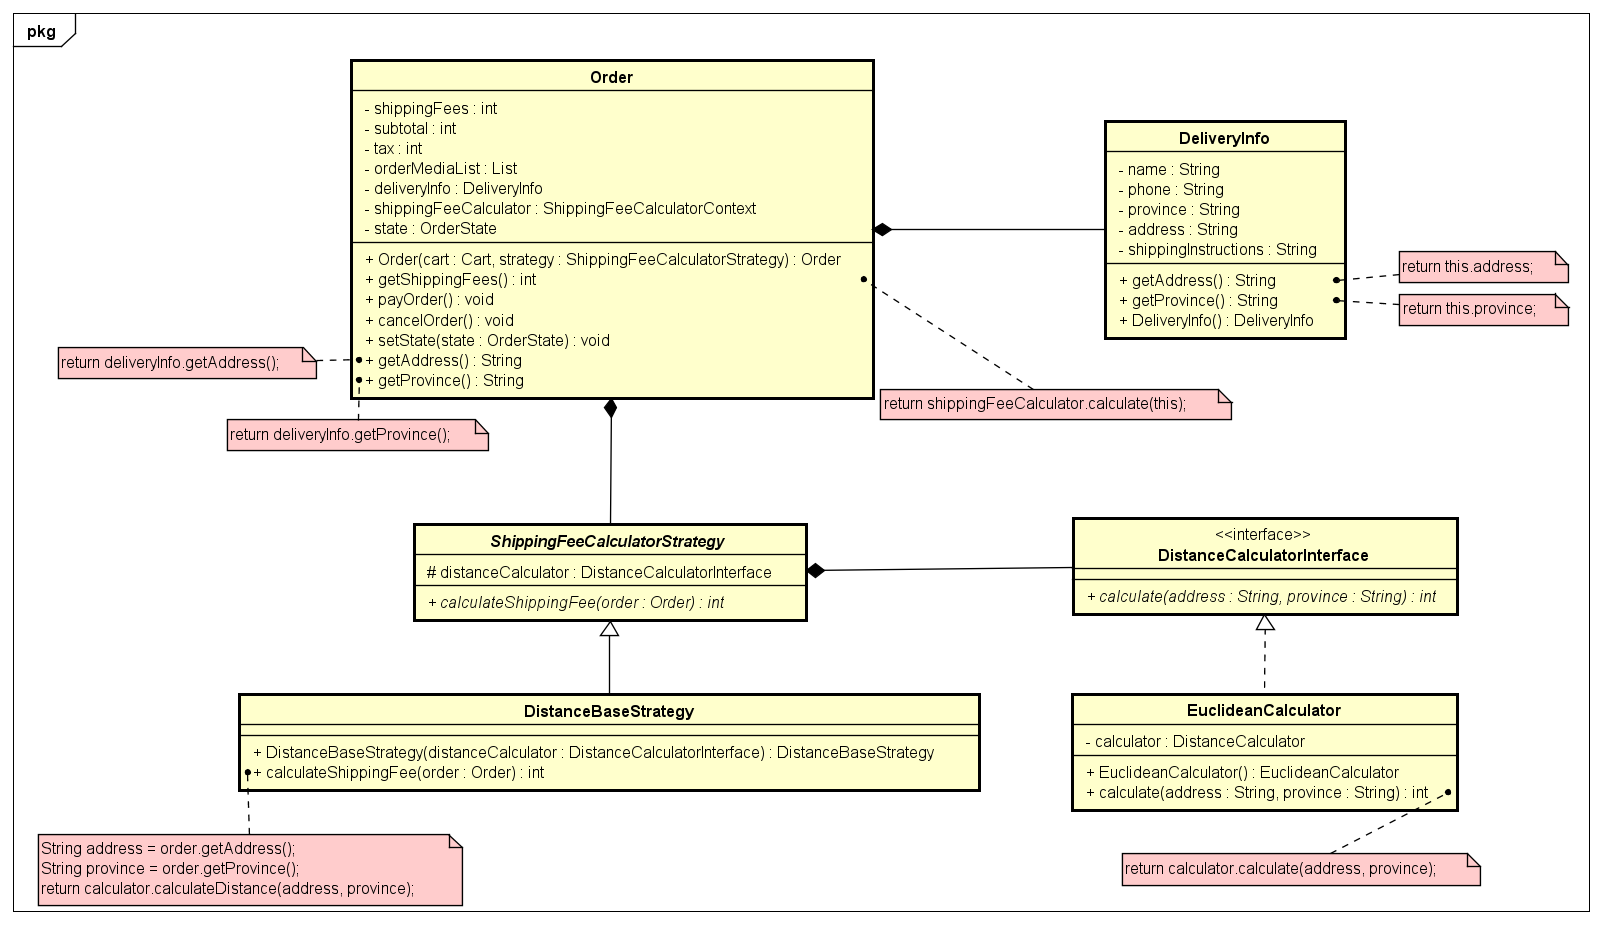 pkg
Order
- shippingFees : int
- subtotal : int
- tax : int
- orderMediaList : List
- deliveryInfo : DeliveryInfo
- shippingFeeCalculator : ShippingFeeCalculatorContext
- state : OrderState
+ Order(cart : Cart, strategy : ShippingFeeCalculatorStrategy) : Order
+ getShippingFees() : int
+ payOrder() : void
+ cancelOrder() : void
+ setState(state : OrderState) : void
+ getAddress() : String
+ getProvince() : String
DeliveryInfo
- name : String
- phone : String
- province : String
- address : String
- shippingInstructions : String
+ getAddress() : String
+ getProvince() : String
+ DeliveryInfo() : DeliveryInfo
return this.address;
return this.province;
return deliveryInfo.getAddress();
return deliveryInfo.getProvince();
return shippingFeeCalculator.calculate(this);
ShippingFeeCalculatorStrategy
# distanceCalculator : DistanceCalculatorInterface
+ calculateShippingFee(order : Order) : int
<<interface>>
DistanceCalculatorInterface
+ calculate(address : String, province : String) : int
DistanceBaseStrategy
+ DistanceBaseStrategy(distanceCalculator : DistanceCalculatorInterface) : DistanceBaseStrategy
+ calculateShippingFee(order : Order) : int
EuclideanCalculator
- calculator : DistanceCalculator
+ EuclideanCalculator() : EuclideanCalculator
+ calculate(address : String, province : String) : int
String address = order.getAddress();
String province = order.getProvince();
return calculator.calculateDistance(address, province);
return calculator.calculate(address, province);